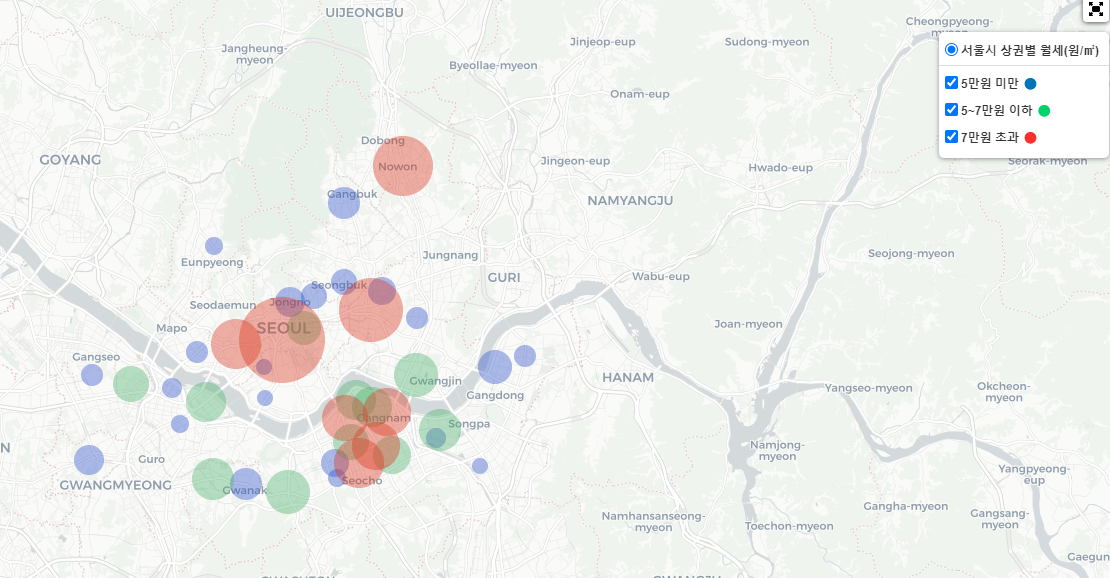 UIJEONGBU
Cheongpyeong-
myeon
Jangheung-
myeon
Jinjeop-eup
Sudong-myeon
서울시 상권별 월세(원/㎡)
Byeollae-myeon
5만원 미만
Onam-eup
5~7만원 이하
7만원 초과
Dobong
GOYANG
Nowon
Jingeon-eup
Hwado-eup
Seorak-myeon
Gangbuk
NAMYANGJU
Eunpyeong
Jungnang
Seojong-myeon
GURI
Wabu-eup
Seongbuk
Jongno
Seodaemun
SEOUL
Mapo
Joan-myeon
Gangseo
Gwangjin
HANAM
Gangdong
Yangseo-myeon
Okcheon-
myeon
Gangnam
Songpa
N
Guro
Namjong-
myeon
Yangpyeong-
eup
GWANGMYEONG
Gwanak
Seocho
Gangha-myeon
Namhansanseong-
myeon
Toechon-myeon
Gangsang-
myeon
Gaegun
GWACHEON
GWANGJU